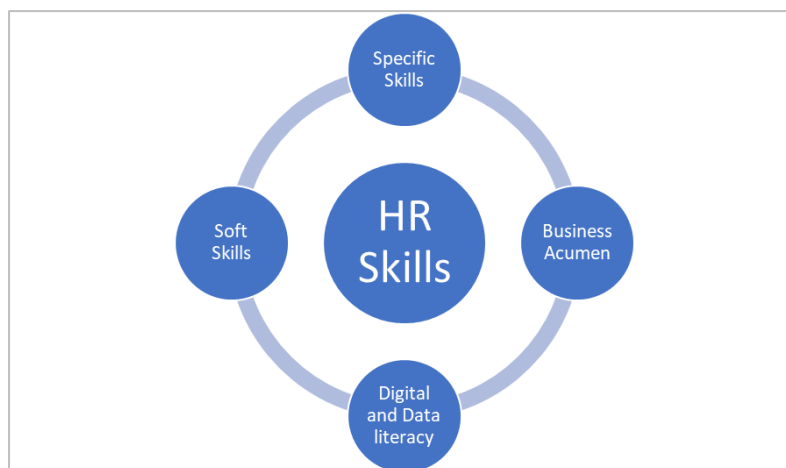 Specific
Skills
HR
Skills
Soft
Skills
Business
Acumen
Digital
and Data
literacy